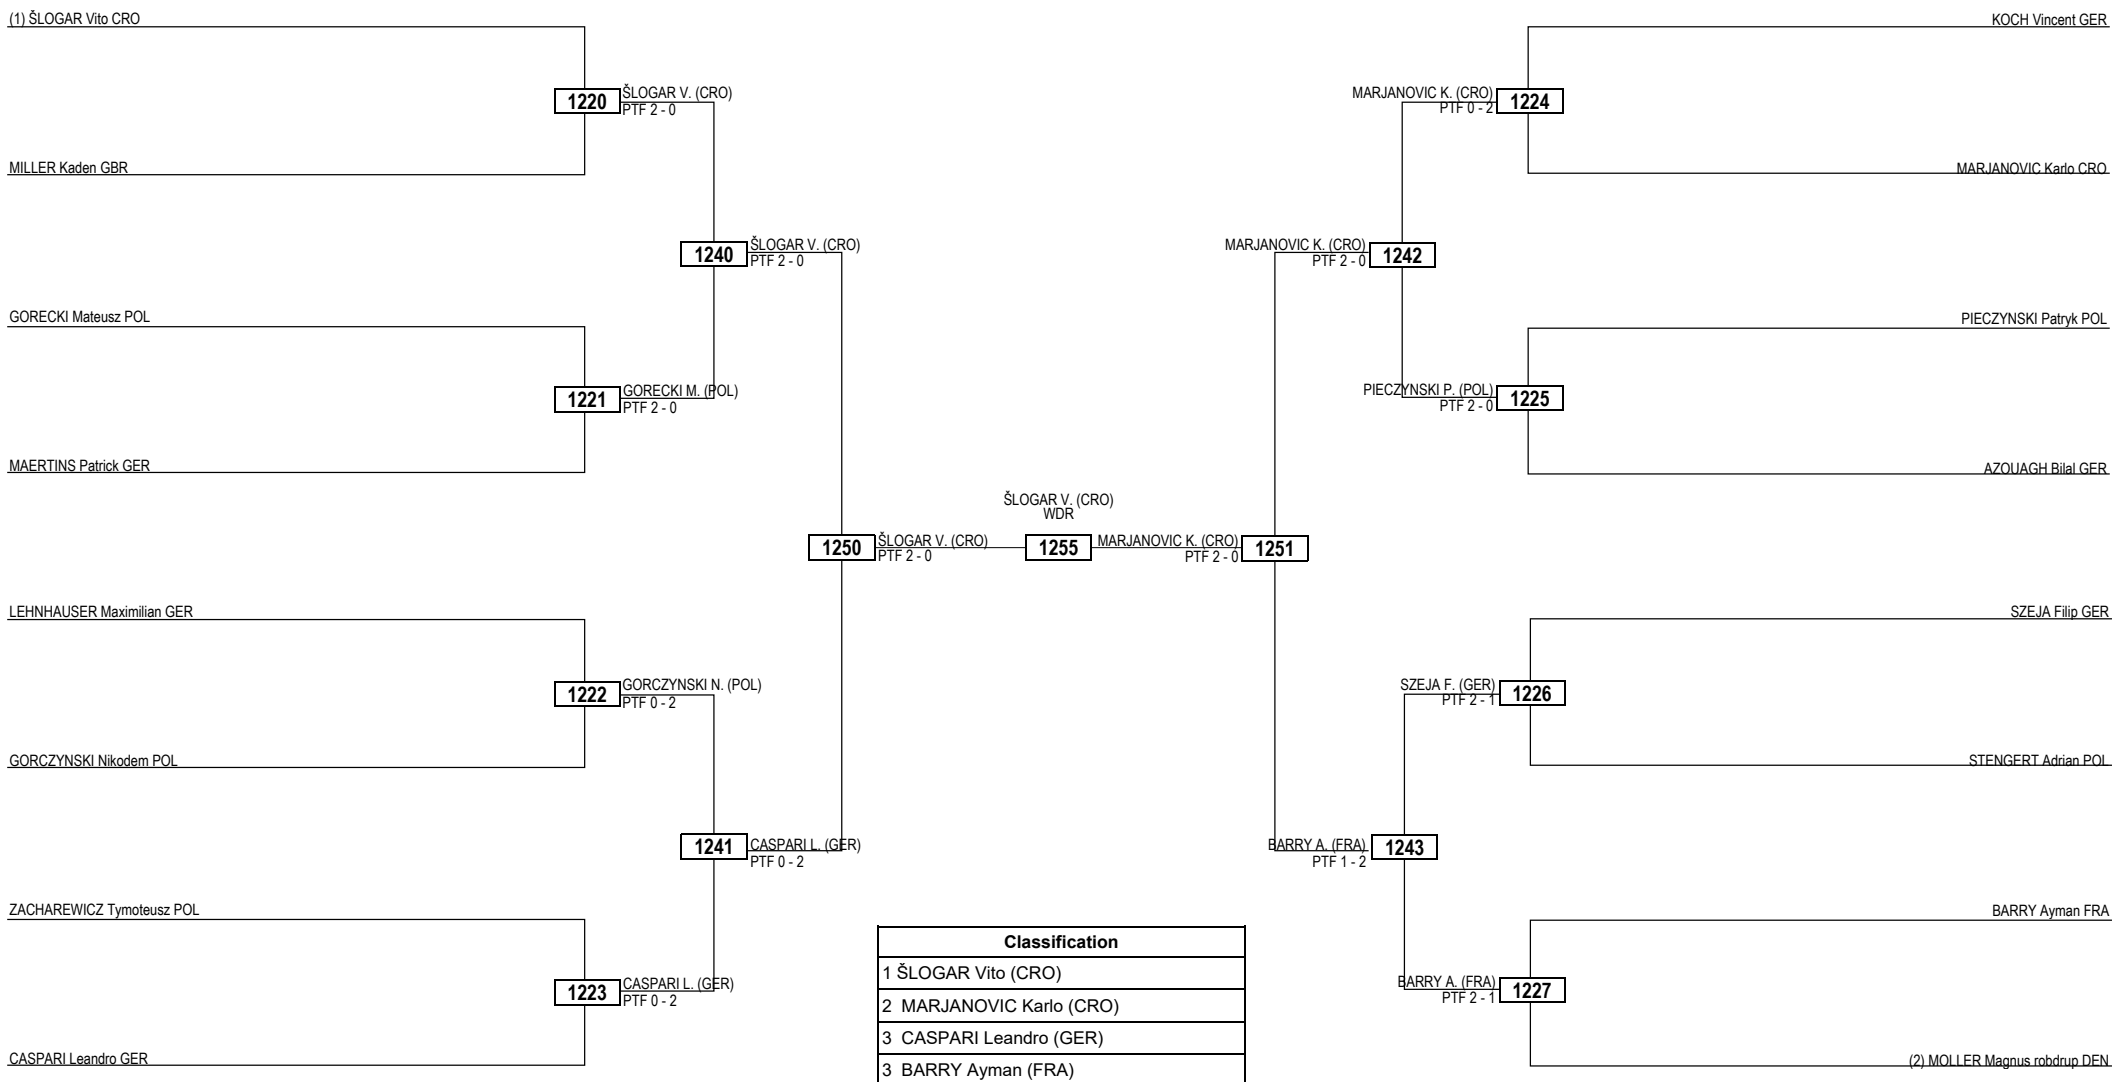 (1) ŠLOGAR Vito CRO
KOCH Vincent GER
1220
ŠLOGAR V. (CRO)
PTF 2 - 0
MARJANOVIC K. (CRO)
PTF 0 - 2
1224
MILLER Kaden GBR
MARJANOVIC Karlo CRO
1240
ŠLOGAR V. (CRO)
PTF 2 - 0
MARJANOVIC K. (CRO)
PTF 2 - 0
1242
GORECKI Mateusz POL
PIECZYNSKI Patryk POL
1221
GORECKI M. (POL)
PTF 2 - 0
PIECZYNSKI P. (POL)
PTF 2 - 0
1225
MAERTINS Patrick GER
AZOUAGH Bilal GER
ŠLOGAR V. (CRO)
WDR
1250
ŠLOGAR V. (CRO)
PTF 2 - 0
1255
MARJANOVIC K. (CRO)
PTF 2 - 0
1251
LEHNHAUSER Maximilian GER
SZEJA Filip GER
1222
GORCZYNSKI N. (POL)
PTF 0 - 2
SZEJA F. (GER)
PTF 2 - 1
1226
GORCZYNSKI Nikodem POL
STENGERT Adrian POL
1241
CASPARI L. (GER)
PTF 0 - 2
BARRY A. (FRA)
PTF 1 - 2
1243
ZACHAREWICZ Tymoteusz POL
BARRY Ayman FRA
1223
CASPARI L. (GER)
PTF 0 - 2
BARRY A. (FRA)
PTF 2 - 1
1227
CASPARI Leandro GER
(2) MOLLER Magnus robdrup DEN
Classification
1 ŠLOGAR Vito (CRO)
2 MARJANOVIC Karlo (CRO)
3 CASPARI Leandro (GER)
3 BARRY Ayman (FRA)